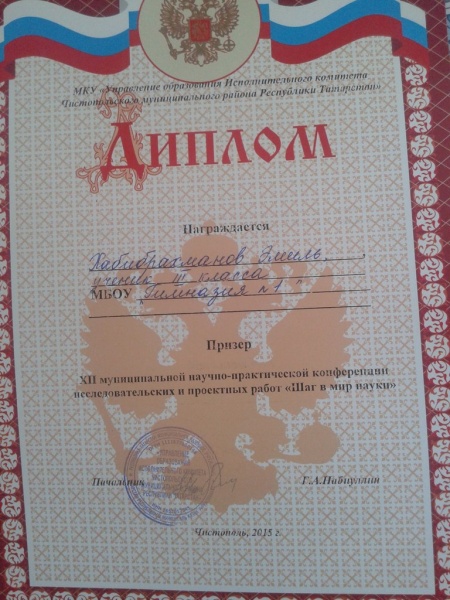 МКУ «Управление образования Исполнительного комитета
Чистопольского муниципального района Республики Татарстан»
Диплом
Награждается
Хабибрахманов Эмиль,
ученик III класса
МБОУ "Гимназия №1"
Призер
XII муниципальной научно-практической конференции
исследовательских и проектных работ «Шаг в мир науки»
Начальник Г.А.Набиуллин
Чистополь, 2015 г.